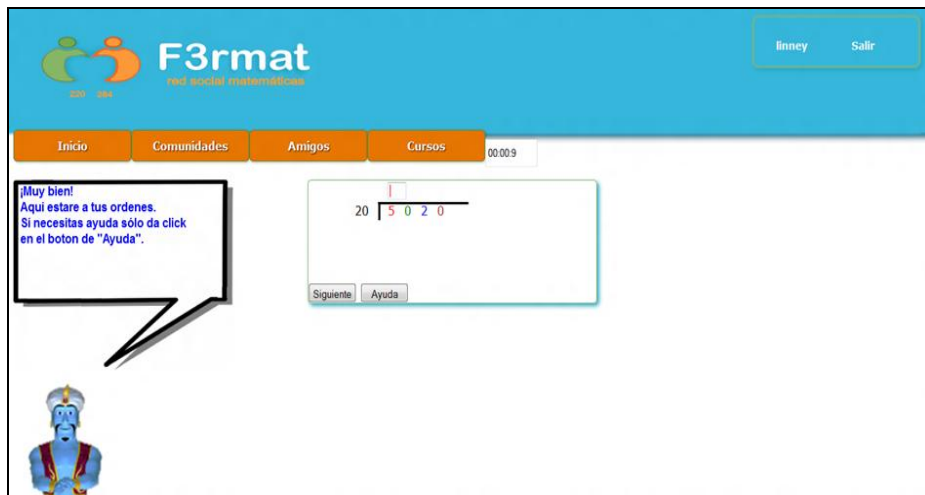 F3rmat
red social matemáticas
220 284
linney Salir
Inicio Comunidades Amigos Cursos 00:00:9
¡Muy bien!
Aqui estare a tus ordenes.
Si necesitas ayuda sólo da click
en el boton de "Ayuda".
20 5 0 2 0
Siguiente Ayuda